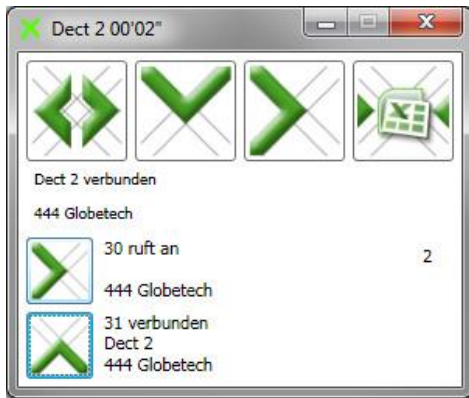 Dect 2 00'02"
Dect 2 verbunden
444 Globetech
30 ruft an
2
444 Globetech
31 verbunden
Dect 2
444 Globetech